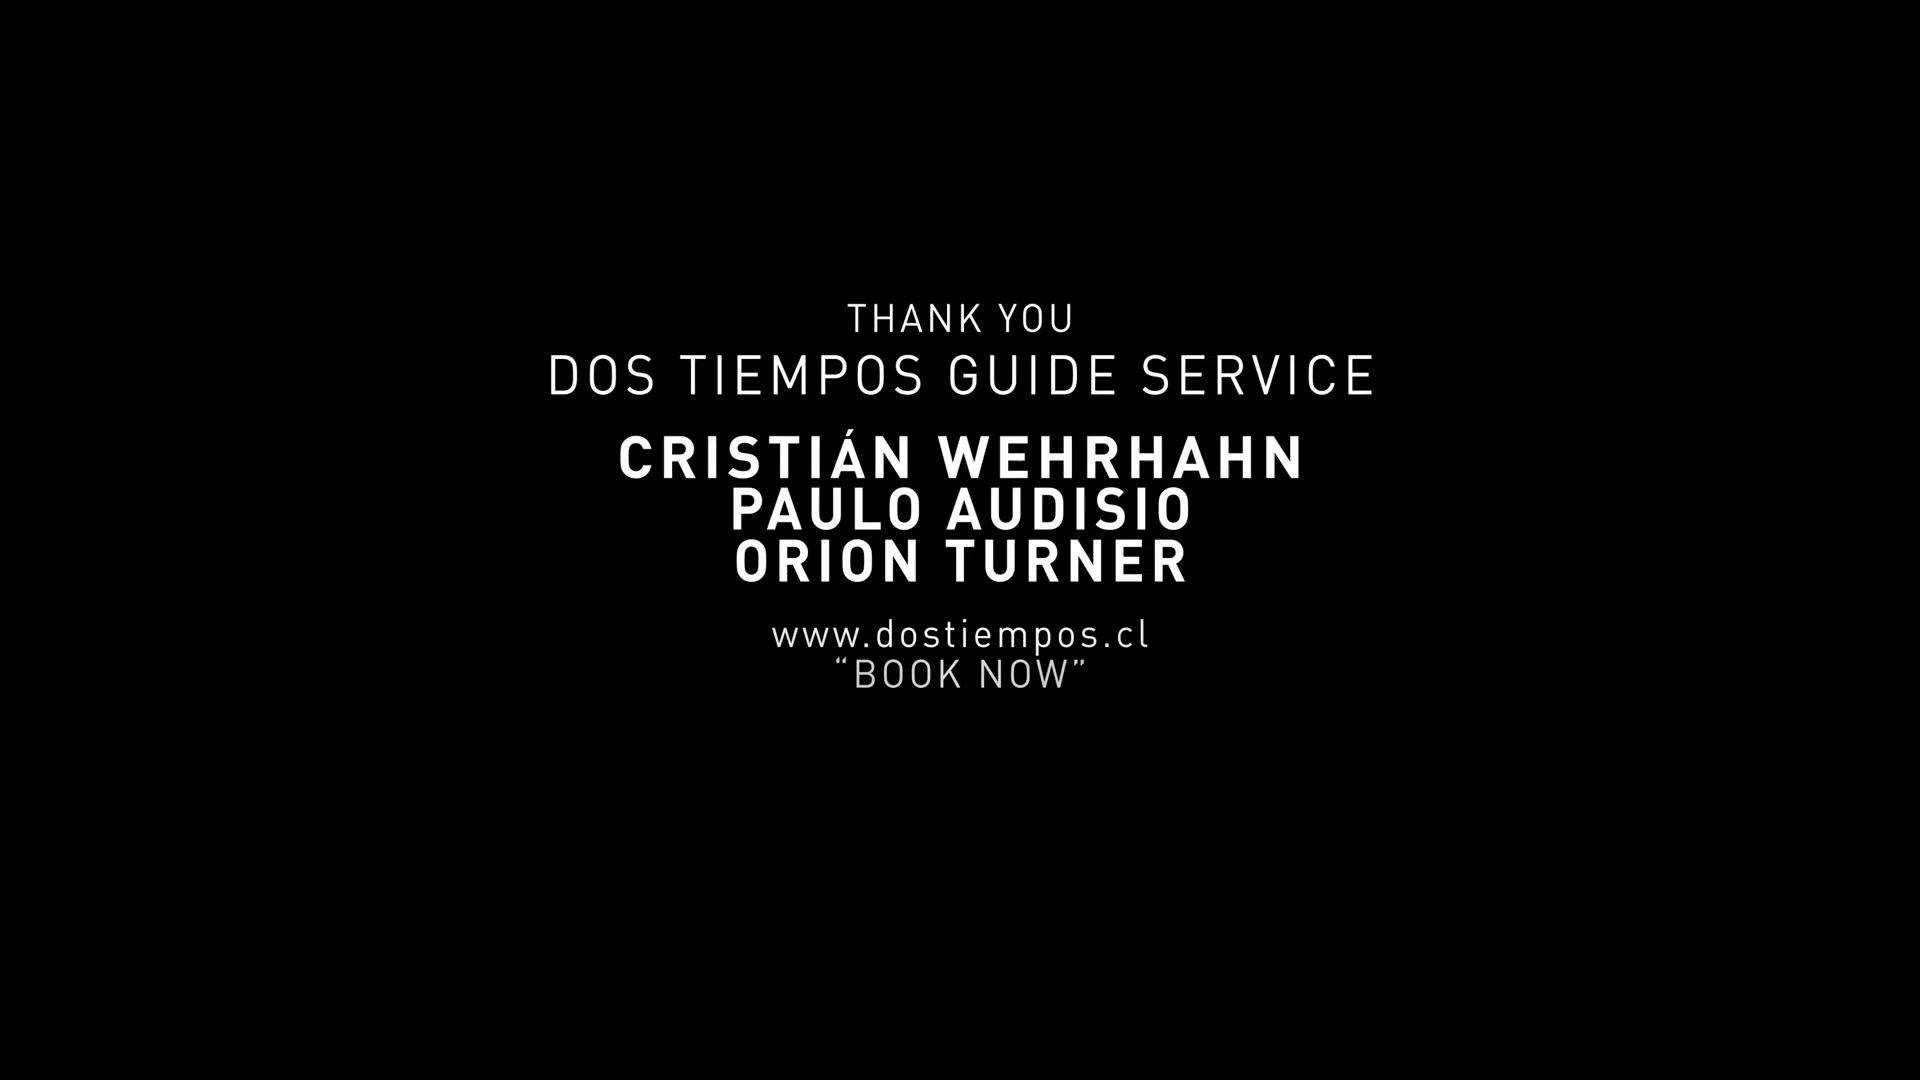 THANK YOU
DOS TIEMPOS GUIDE SERVICE
CRISTIÁN WEHRHAHN
PAULO AUDISIO
ORION TURNER
www.dostiempos.cl
“BOOK NOW”